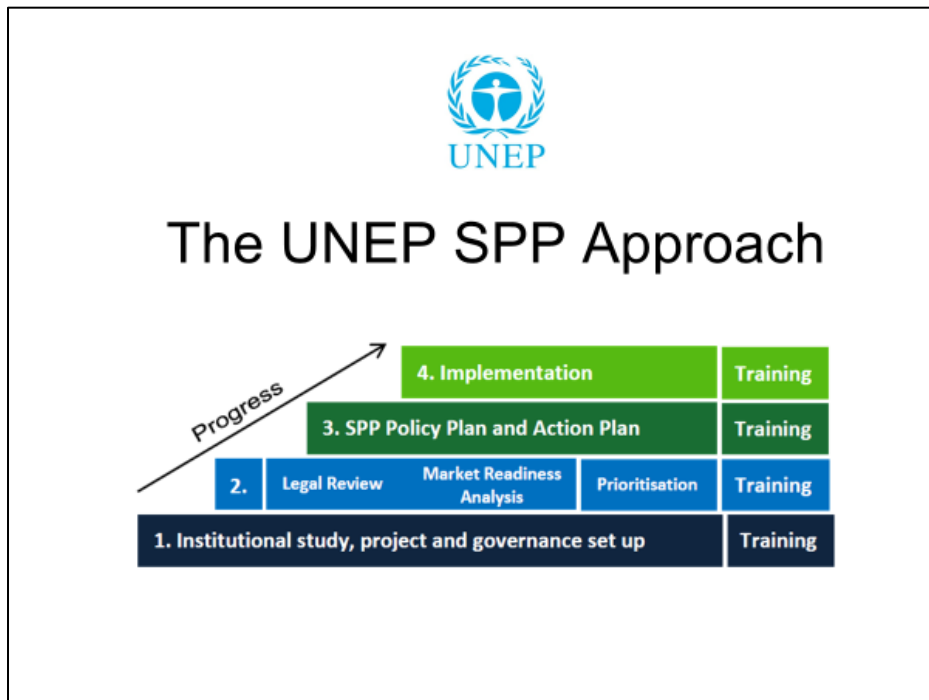 UNEP
The UNEP SPP Approach
Progress
4. Implementation Training
3. SPP Policy Plan and Action Plan Training
2. Legal Review Market Readiness Analysis Prioritisation Training
1. Institutional study, project and governance set up Training